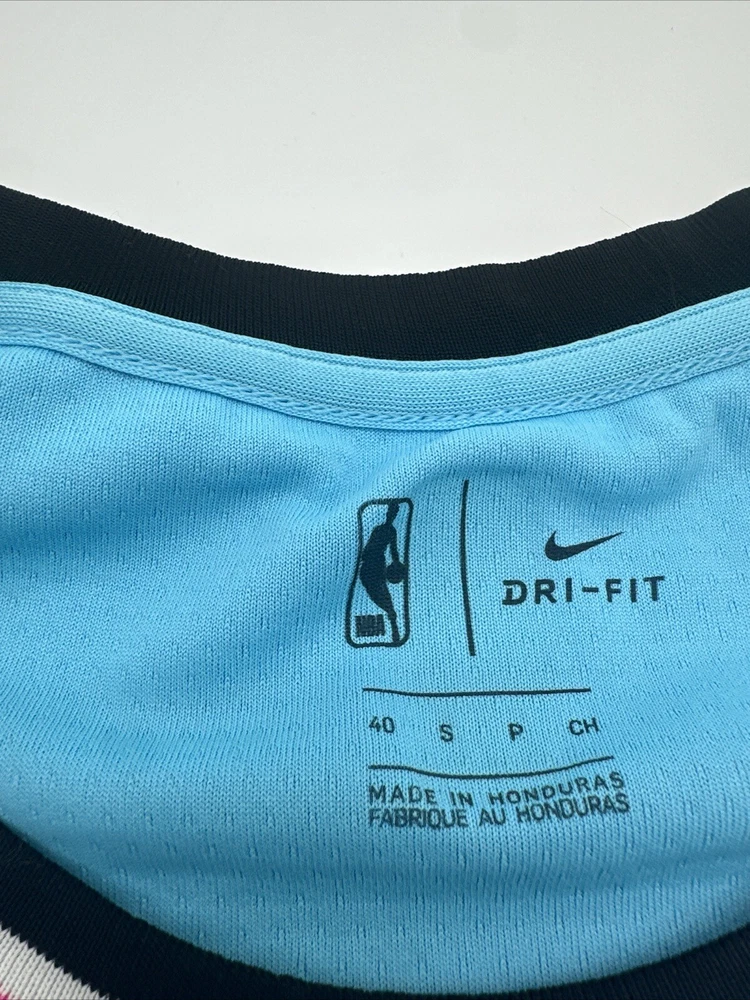 NBA
DRI-FIT
40 S P CH
MADE IN HONDURAS
FABRIQUE AU HONDURAS